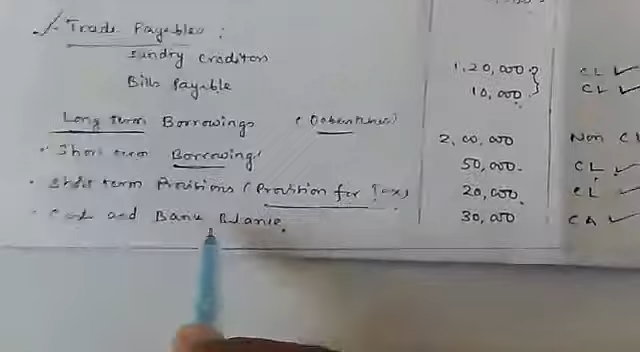 Trade Payables :
Sundry Creditors 1,20,000 CL
Bills Payable 10,000 CL
Long term Borrowings (Debentures) 2,00,000 Non CL
Short term Borrowings 50,000 CL
Short term Provisions (Provision for Tax) 20,000 CL
Cash and Bank Balance. 30,000 CA